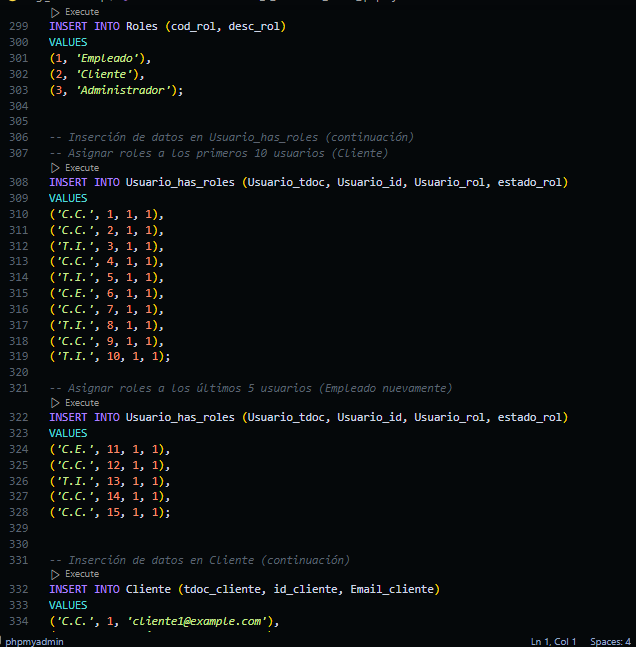 Execute
299 INSERT INTO Roles (cod_rol, desc_rol)
300 VALUES
301 (1, 'Empleado'),
302 (2, 'Cliente'),
303 (3, 'Administrador');
304
305
306 -- Inserción de datos en Usuario_has_roles (continuación)
307 -- Asignar roles a los primeros 10 usuarios (Cliente)
Execute
308 INSERT INTO Usuario_has_roles (Usuario_tdoc, Usuario_id, Usuario_rol, estado_rol)
309 VALUES
310 ('C.C.', 1, 1, 1),
311 ('C.C.', 2, 1, 1),
312 ('T.I.', 3, 1, 1),
313 ('C.C.', 4, 1, 1),
314 ('T.I.', 5, 1, 1),
315 ('C.E.', 6, 1, 1),
316 ('C.C.', 7, 1, 1),
317 ('T.I.', 8, 1, 1),
318 ('C.C.', 9, 1, 1),
319 ('T.I.', 10, 1, 1);
320
321 -- Asignar roles a los últimos 5 usuarios (Empleado nuevamente)
Execute
322 INSERT INTO Usuario_has_roles (Usuario_tdoc, Usuario_id, Usuario_rol, estado_rol)
323 VALUES
324 ('C.E.', 11, 1, 1),
325 ('C.C.', 12, 1, 1),
326 ('T.I.', 13, 1, 1),
327 ('C.C.', 14, 1, 1),
328 ('C.C.', 15, 1, 1);
329
330
331 -- Inserción de datos en Cliente (continuación)
Execute
332 INSERT INTO Cliente (tdoc_cliente, id_cliente, Email_cliente)
333 VALUES
334 ('C.C.', 1, 'cliente1@example.com'),
phpmyadmin Ln 1, Col 1 Spaces: 4